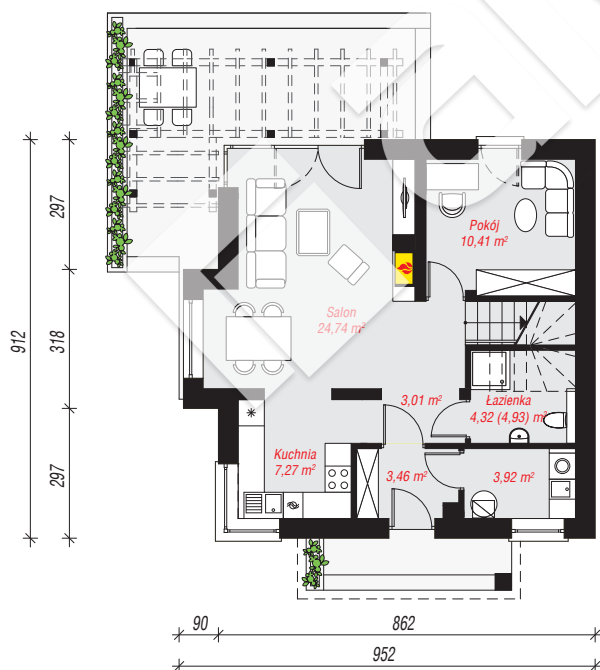 Pokój
10,41 m²
Salon
24,74 m²
3,01 m²
Łazienka
4,32 (4,93) m²
Kuchnia
7,27 m²
3,46 m²
3,92 m²
297
912
318
297
90
862
952